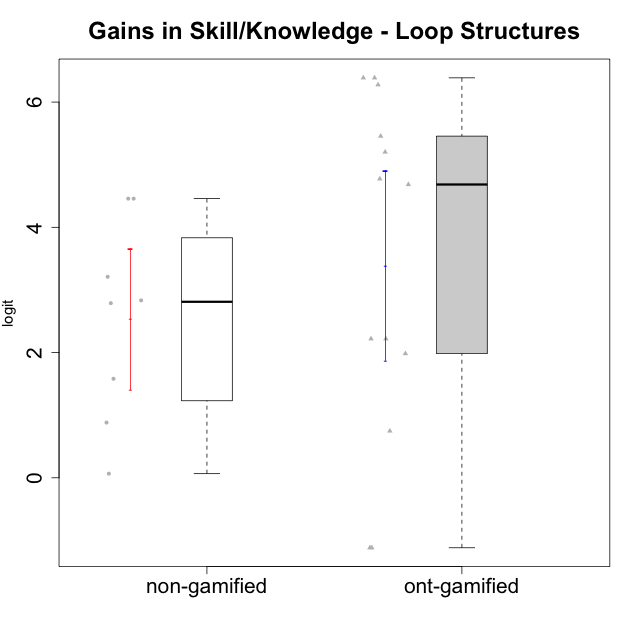 Gains in Skill/Knowledge - Loop Structures
6
4
2
0
logit
non-gamified
ont-gamified